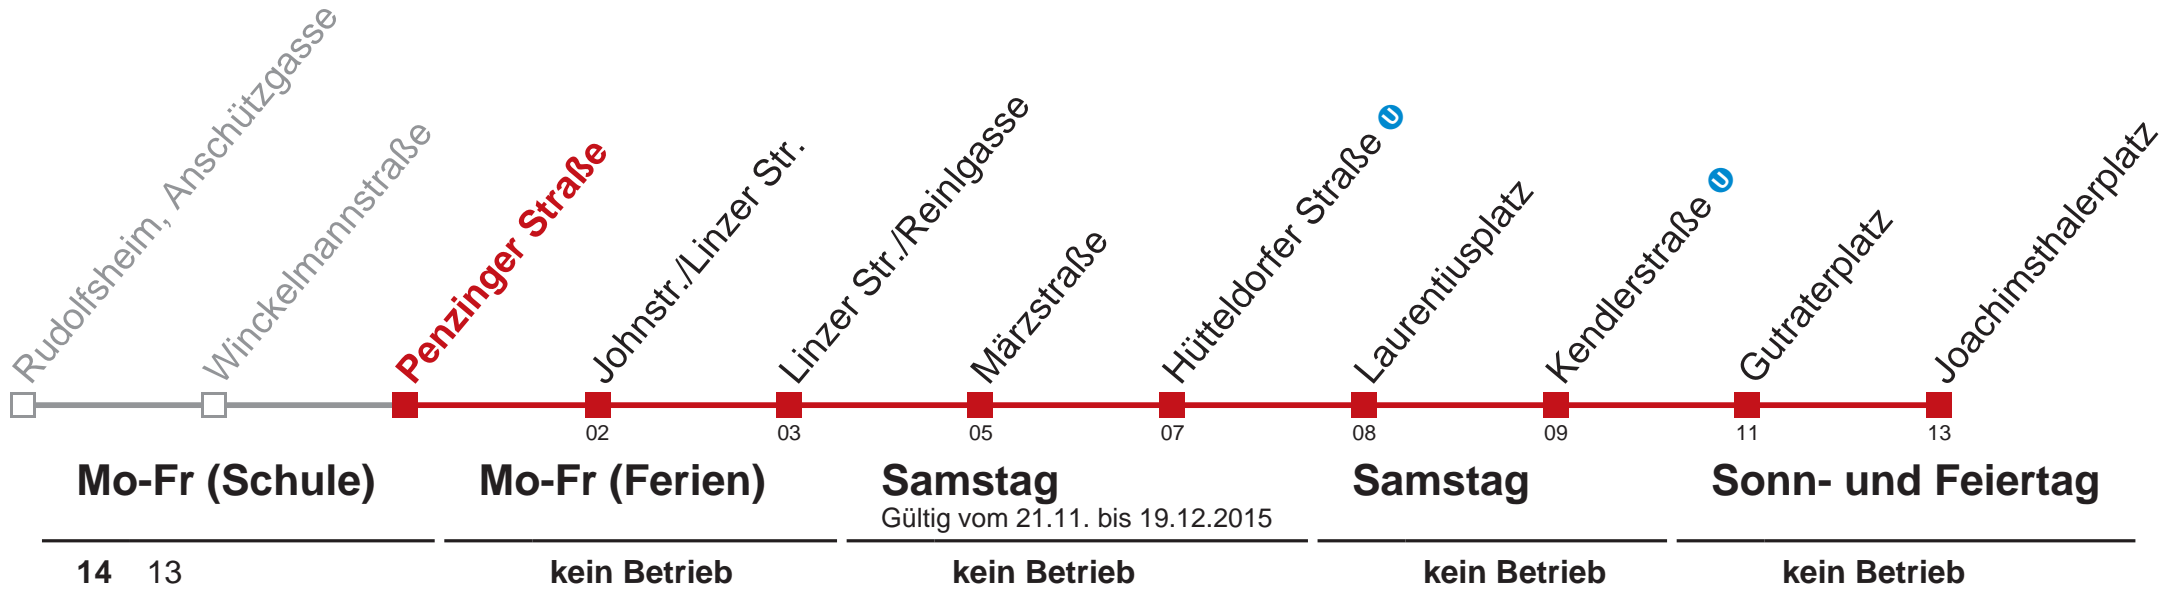 Rudolfsheim, Anschützgasse
Winckelmannstraße
Penzinger Straße
Johnstr./Linzer Str.
Linzer Str./Reinlgasse
Märzstraße
Hütteldorfer Straße U
Laurentiusplatz
Kendlerstraße U
Gutraterplatz
Joachimsthalerplatz
02 03 05 07 08 09 11 13
Mo-Fr (Schule) Mo-Fr (Ferien) Samstag Samstag Sonn- und Feiertag
Gültig vom 21.11. bis 19.12.2015
14 13 kein Betrieb kein Betrieb kein Betrieb kein Betrieb